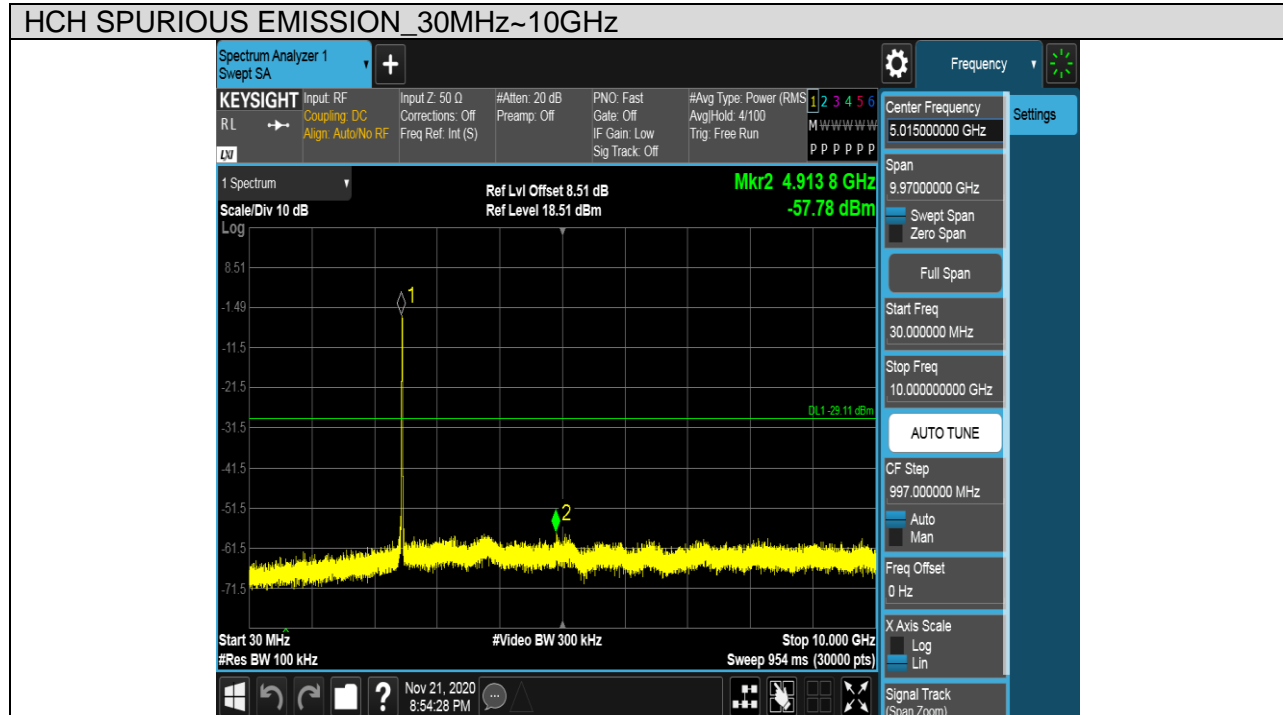 HCH SPURIOUS EMISSION_30MHz~10GHz
Spectrum Analyzer 1
Swept SA
+
Frequency
KEYSIGHT
RL
LXI
Input: RF
Coupling: DC
Align: Auto/No RF
Input Z: 50 Ω
Corrections: Off
Freq Ref: Int (S)
#Atten: 20 dB
Preamp: Off
PNO: Fast
Gate: Off
IF Gain: Low
Sig Track: Off
#Avg Type: Power (RMS
Avg|Hold: 4/100
Trig: Free Run
1 2 3 4 5 6
M W W W W W
P P P P P P
1 Spectrum
Scale/Div 10 dB
Log
Ref Lvl Offset 8.51 dB
Ref Level 18.51 dBm
Mkr2 4.913 8 GHz
-57.78 dBm
8.51
-1.49
-11.5
-21.5
-31.5
-41.5
-51.5
-61.5
-71.5
1
2
DL1 -29.11 dBm
Start 30 MHz
#Res BW 100 kHz
#Video BW 300 kHz
Stop 10.000 GHz
Sweep 954 ms (30000 pts)
Center Frequency
5.015000000 GHz
Settings
Span
9.97000000 GHz
Swept Span
Zero Span
Full Span
Start Freq
30.000000 MHz
Stop Freq
10.000000000 GHz
AUTO TUNE
CF Step
997.000000 MHz
Auto
Man
Freq Offset
0 Hz
X Axis Scale
Log
Lin
Signal Track
(Span Zoom)
?
Nov 21, 2020
8:54:28 PM